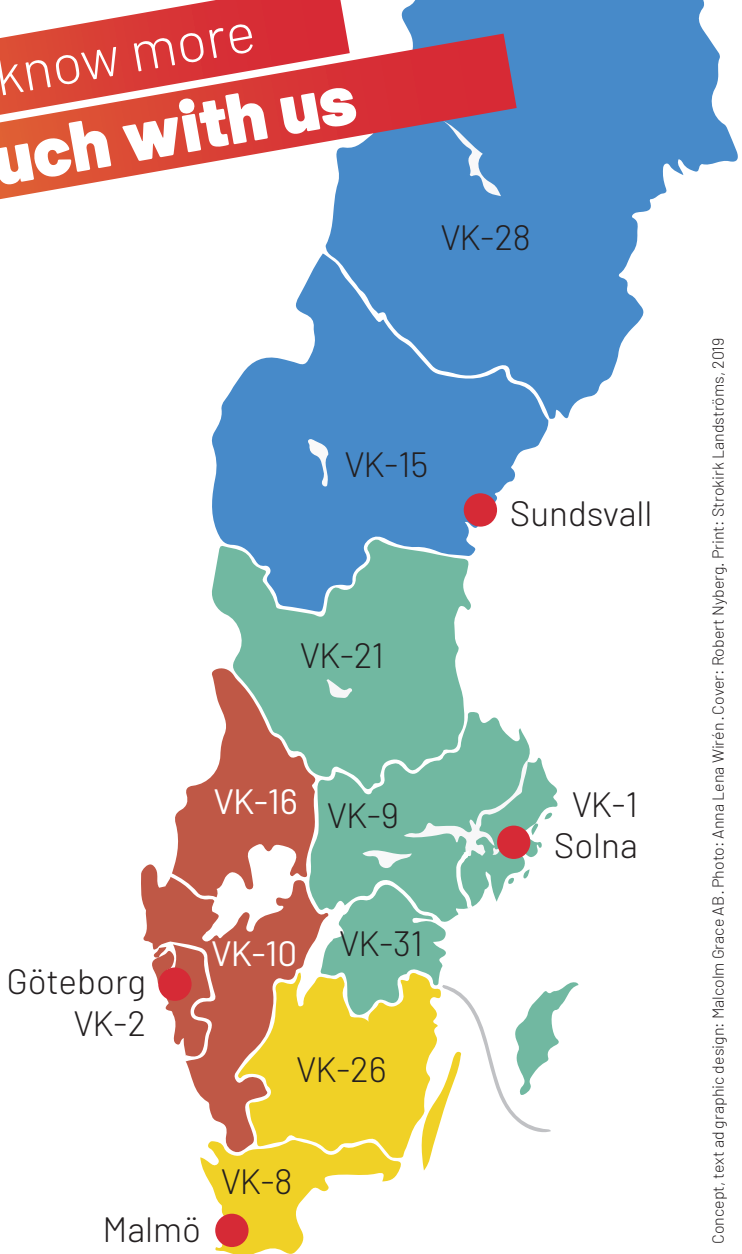 know more
uch with us
VK-28
VK-15
Sundsvall
VK-21
VK-16
VK-9
VK-1
Solna
VK-10
VK-31
Göteborg
VK-2
VK-26
VK-8
Malmö
Concept, text ad graphic design: Malcolm Grace AB. Photo: Anna Lena Wirén. Cover: Robert Nyberg. Print: Strokirk Landströms, 2019